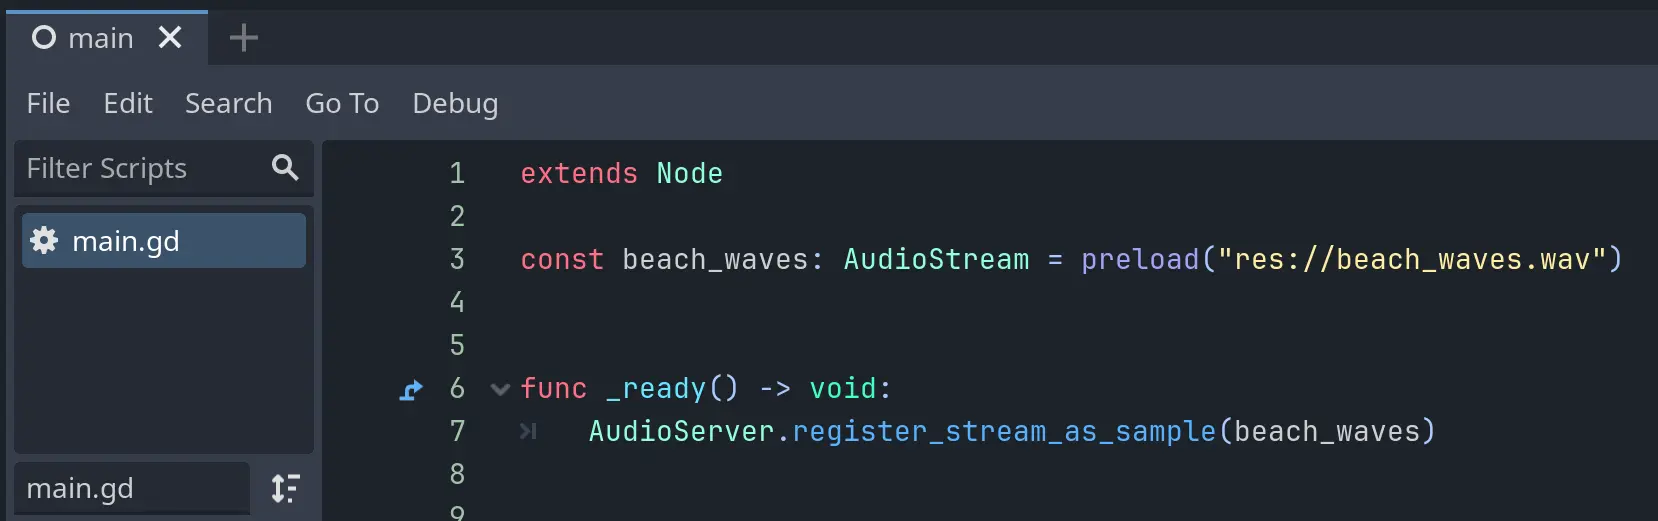 main
File Edit Search Go To Debug
Filter Scripts
main.gd
main.gd
1 extends Node
2
3 const beach_waves: AudioStream = preload("res://beach_waves.wav")
4
5
6 func _ready() -> void:
7 AudioServer.register_stream_as_sample(beach_waves)
8
9